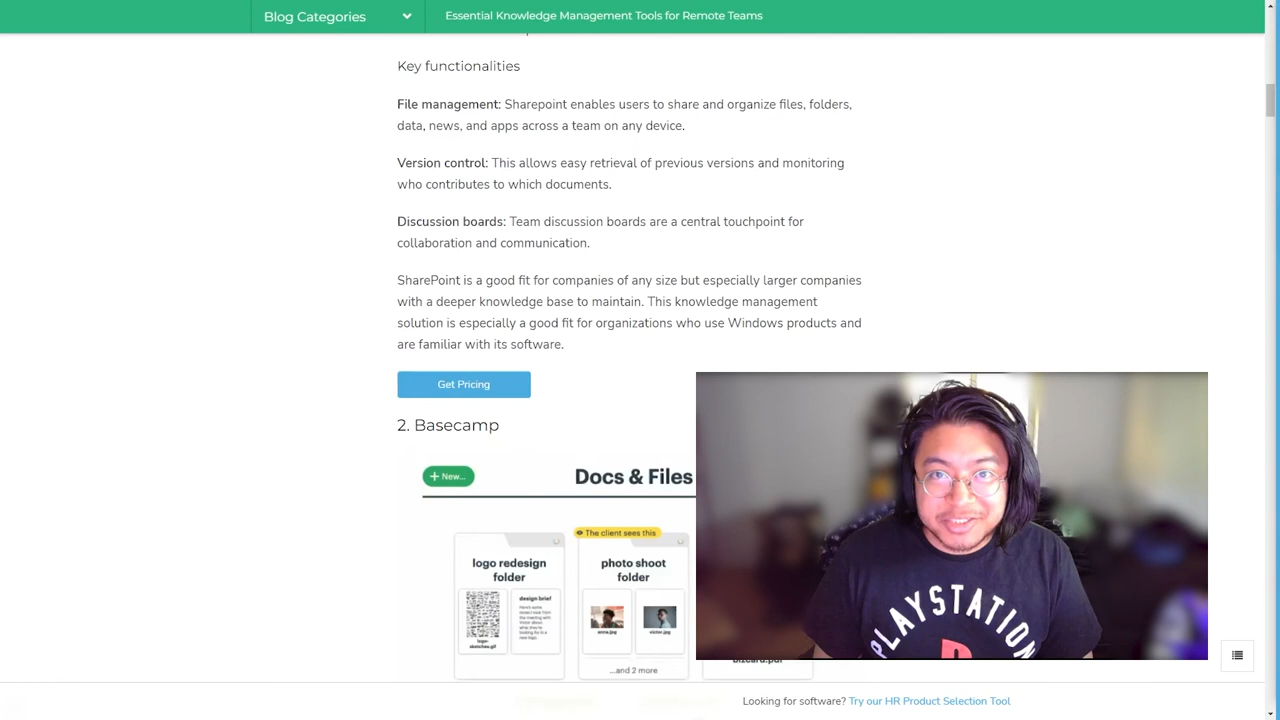 Blog Categories
Essential Knowledge Management Tools for Remote Teams
Key functionalities
File management: Sharepoint enables users to share and organize files, folders,
data, news, and apps across a team on any device.
Version control: This allows easy retrieval of previous versions and monitoring
who contributes to which documents.
Discussion boards: Team discussion boards are a central touchpoint for
collaboration and communication.
SharePoint is a good fit for companies of any size but especially larger companies
with a deeper knowledge base to maintain. This knowledge management
solution is especially a good fit for organizations who use Windows products and
are familiar with its software.
Get Pricing
2. Basecamp
+ New...
Docs & Files
The client sees this
logo redesign
folder
photo shoot
folder
design brief
anna.jpg
victor.jpg
...and 2 more
PLAYSTATION
Looking for software? Try our HR Product Selection Tool